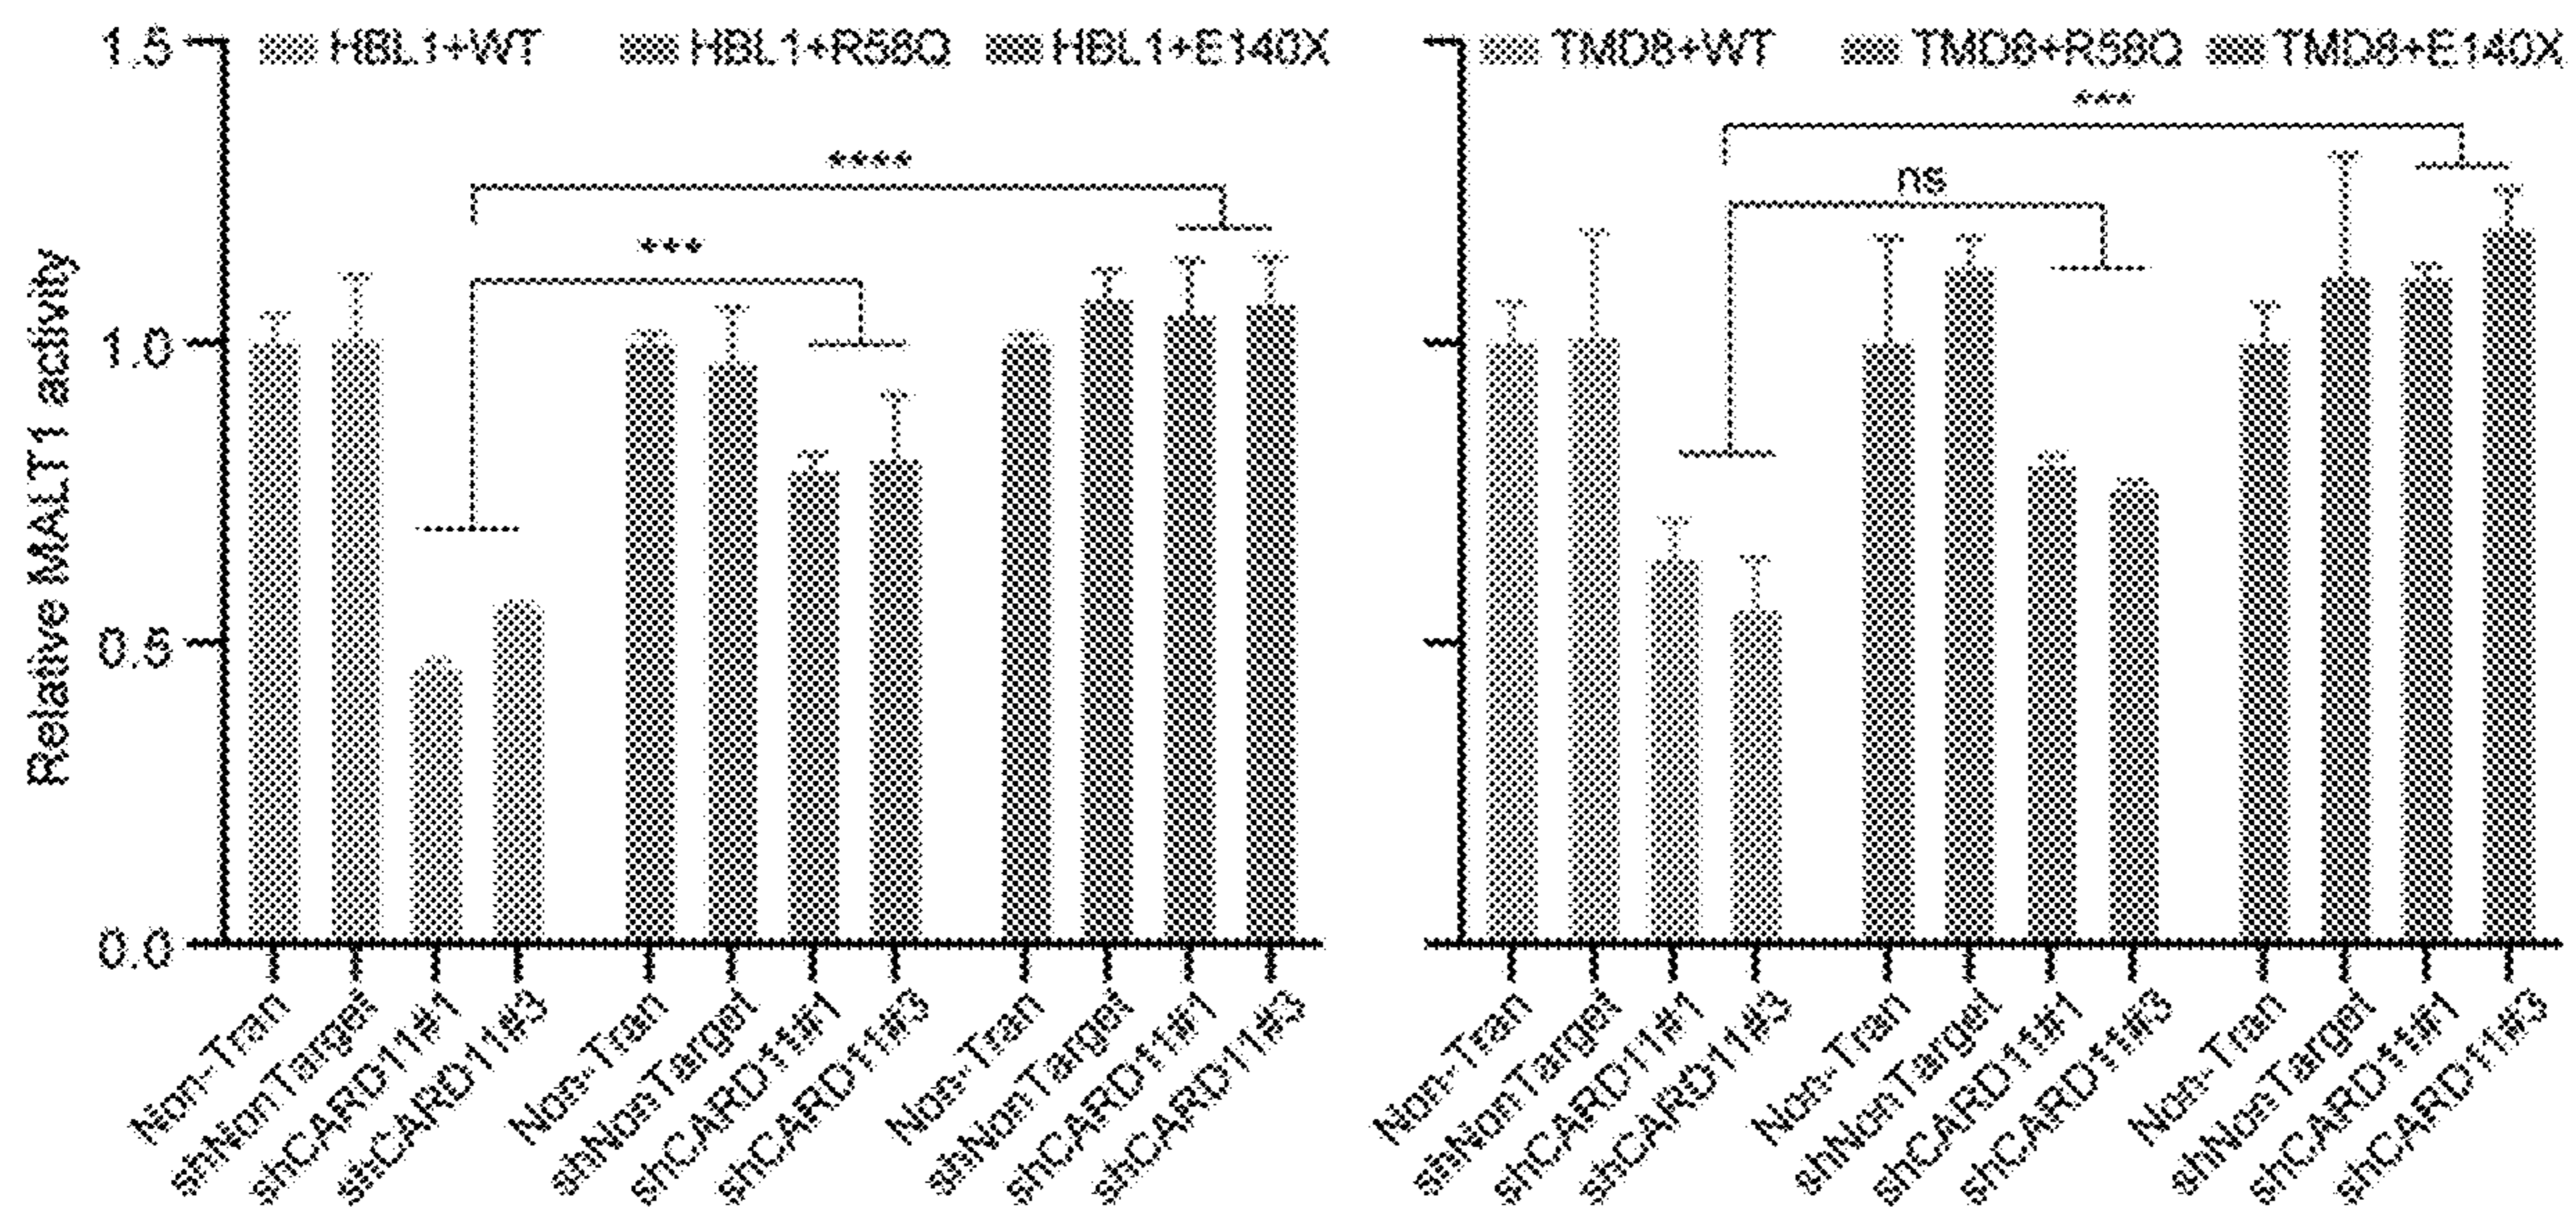 1.5
HBL1+WT HBL1+R58Q HBL1+E140X
TMD8+WT TMD8+R58Q TMD8+E140X
***
****
ns
***
Relative MALT1 activity
1.0
0.5
0.0
Non-Tran
shNonTarget
shCARD11#1
shCARD11#3
Non-Tran
shNonTarget
shCARD11#1
shCARD11#3
Non-Tran
shNonTarget
shCARD11#1
shCARD11#3
Non-Tran
shNonTarget
shCARD11#1
shCARD11#3
Non-Tran
shNonTarget
shCARD11#1
shCARD11#3
Non-Tran
shNonTarget
shCARD11#1
shCARD11#3